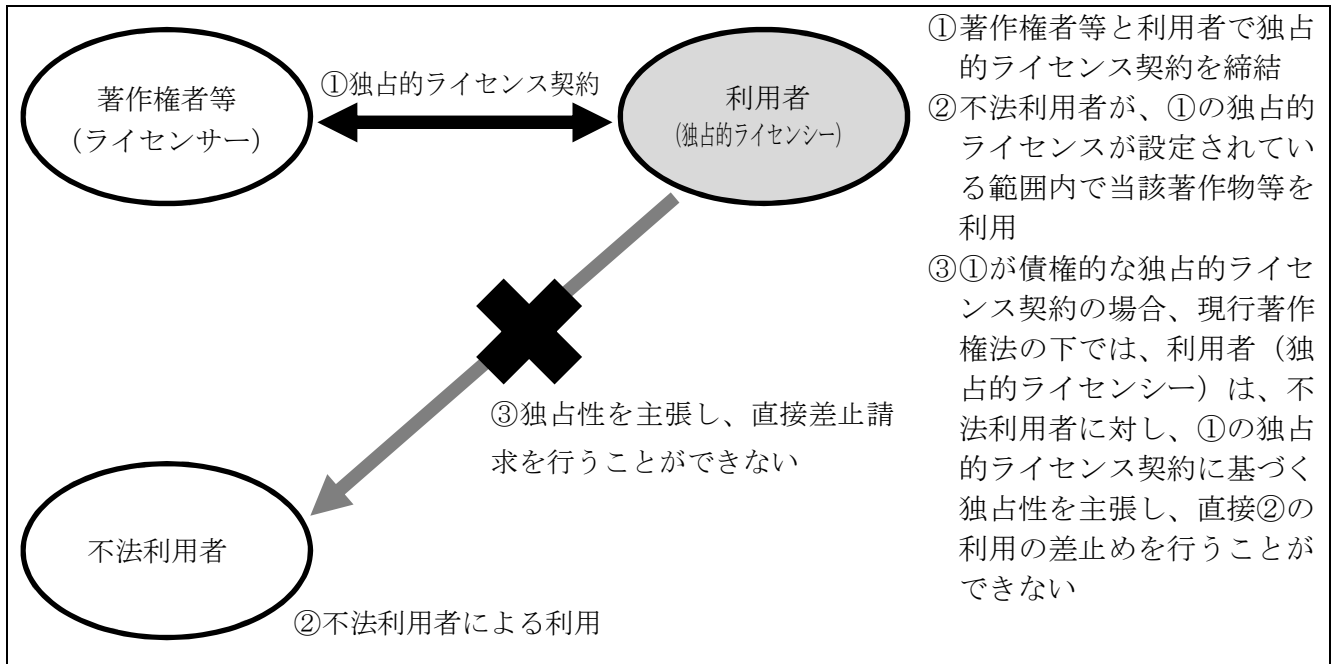 著作権者等
(ライセンサー)
①独占的ライセンス契約
利用者
(独占的ライセンシー)
③独占性を主張し、直接差止請
求を行うことができない
不法利用者
②不法利用者による利用
①著作権者等と利用者で独占
的ライセンス契約を締結
②不法利用者が、①の独占的
ライセンスが設定されてい
る範囲内で当該著作物等を
利用
③①が債権的な独占的ライセ
ンス契約の場合、現行著作
権法の下では、利用者（独
占的ライセンシー）は、不
法利用者に対し、①の独占
的ライセンス契約に基づく
独占性を主張し、直接②の
利用の差止めを行うことが
できない